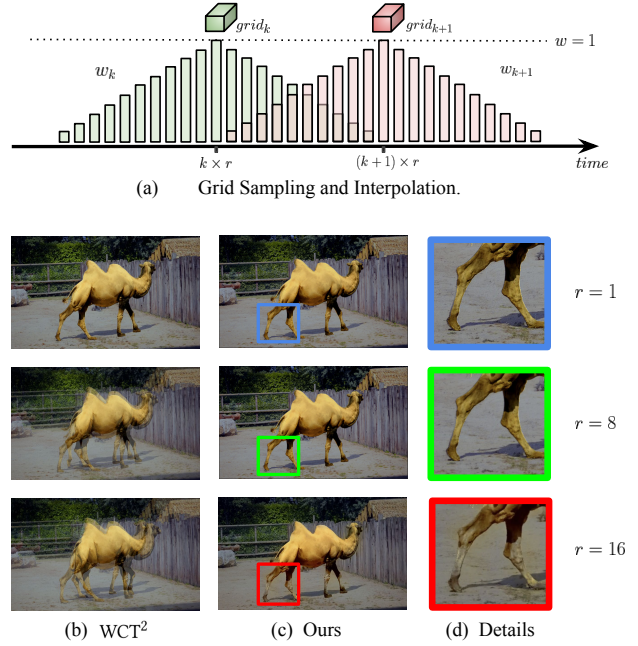 grid_k
grid_{k+1}
w = 1
w_k
w_{k+1}
k × r
(k + 1) × r
time
(a) Grid Sampling and Interpolation.
r = 1
r = 8
r = 16
(b) WCT²
(c) Ours
(d) Details